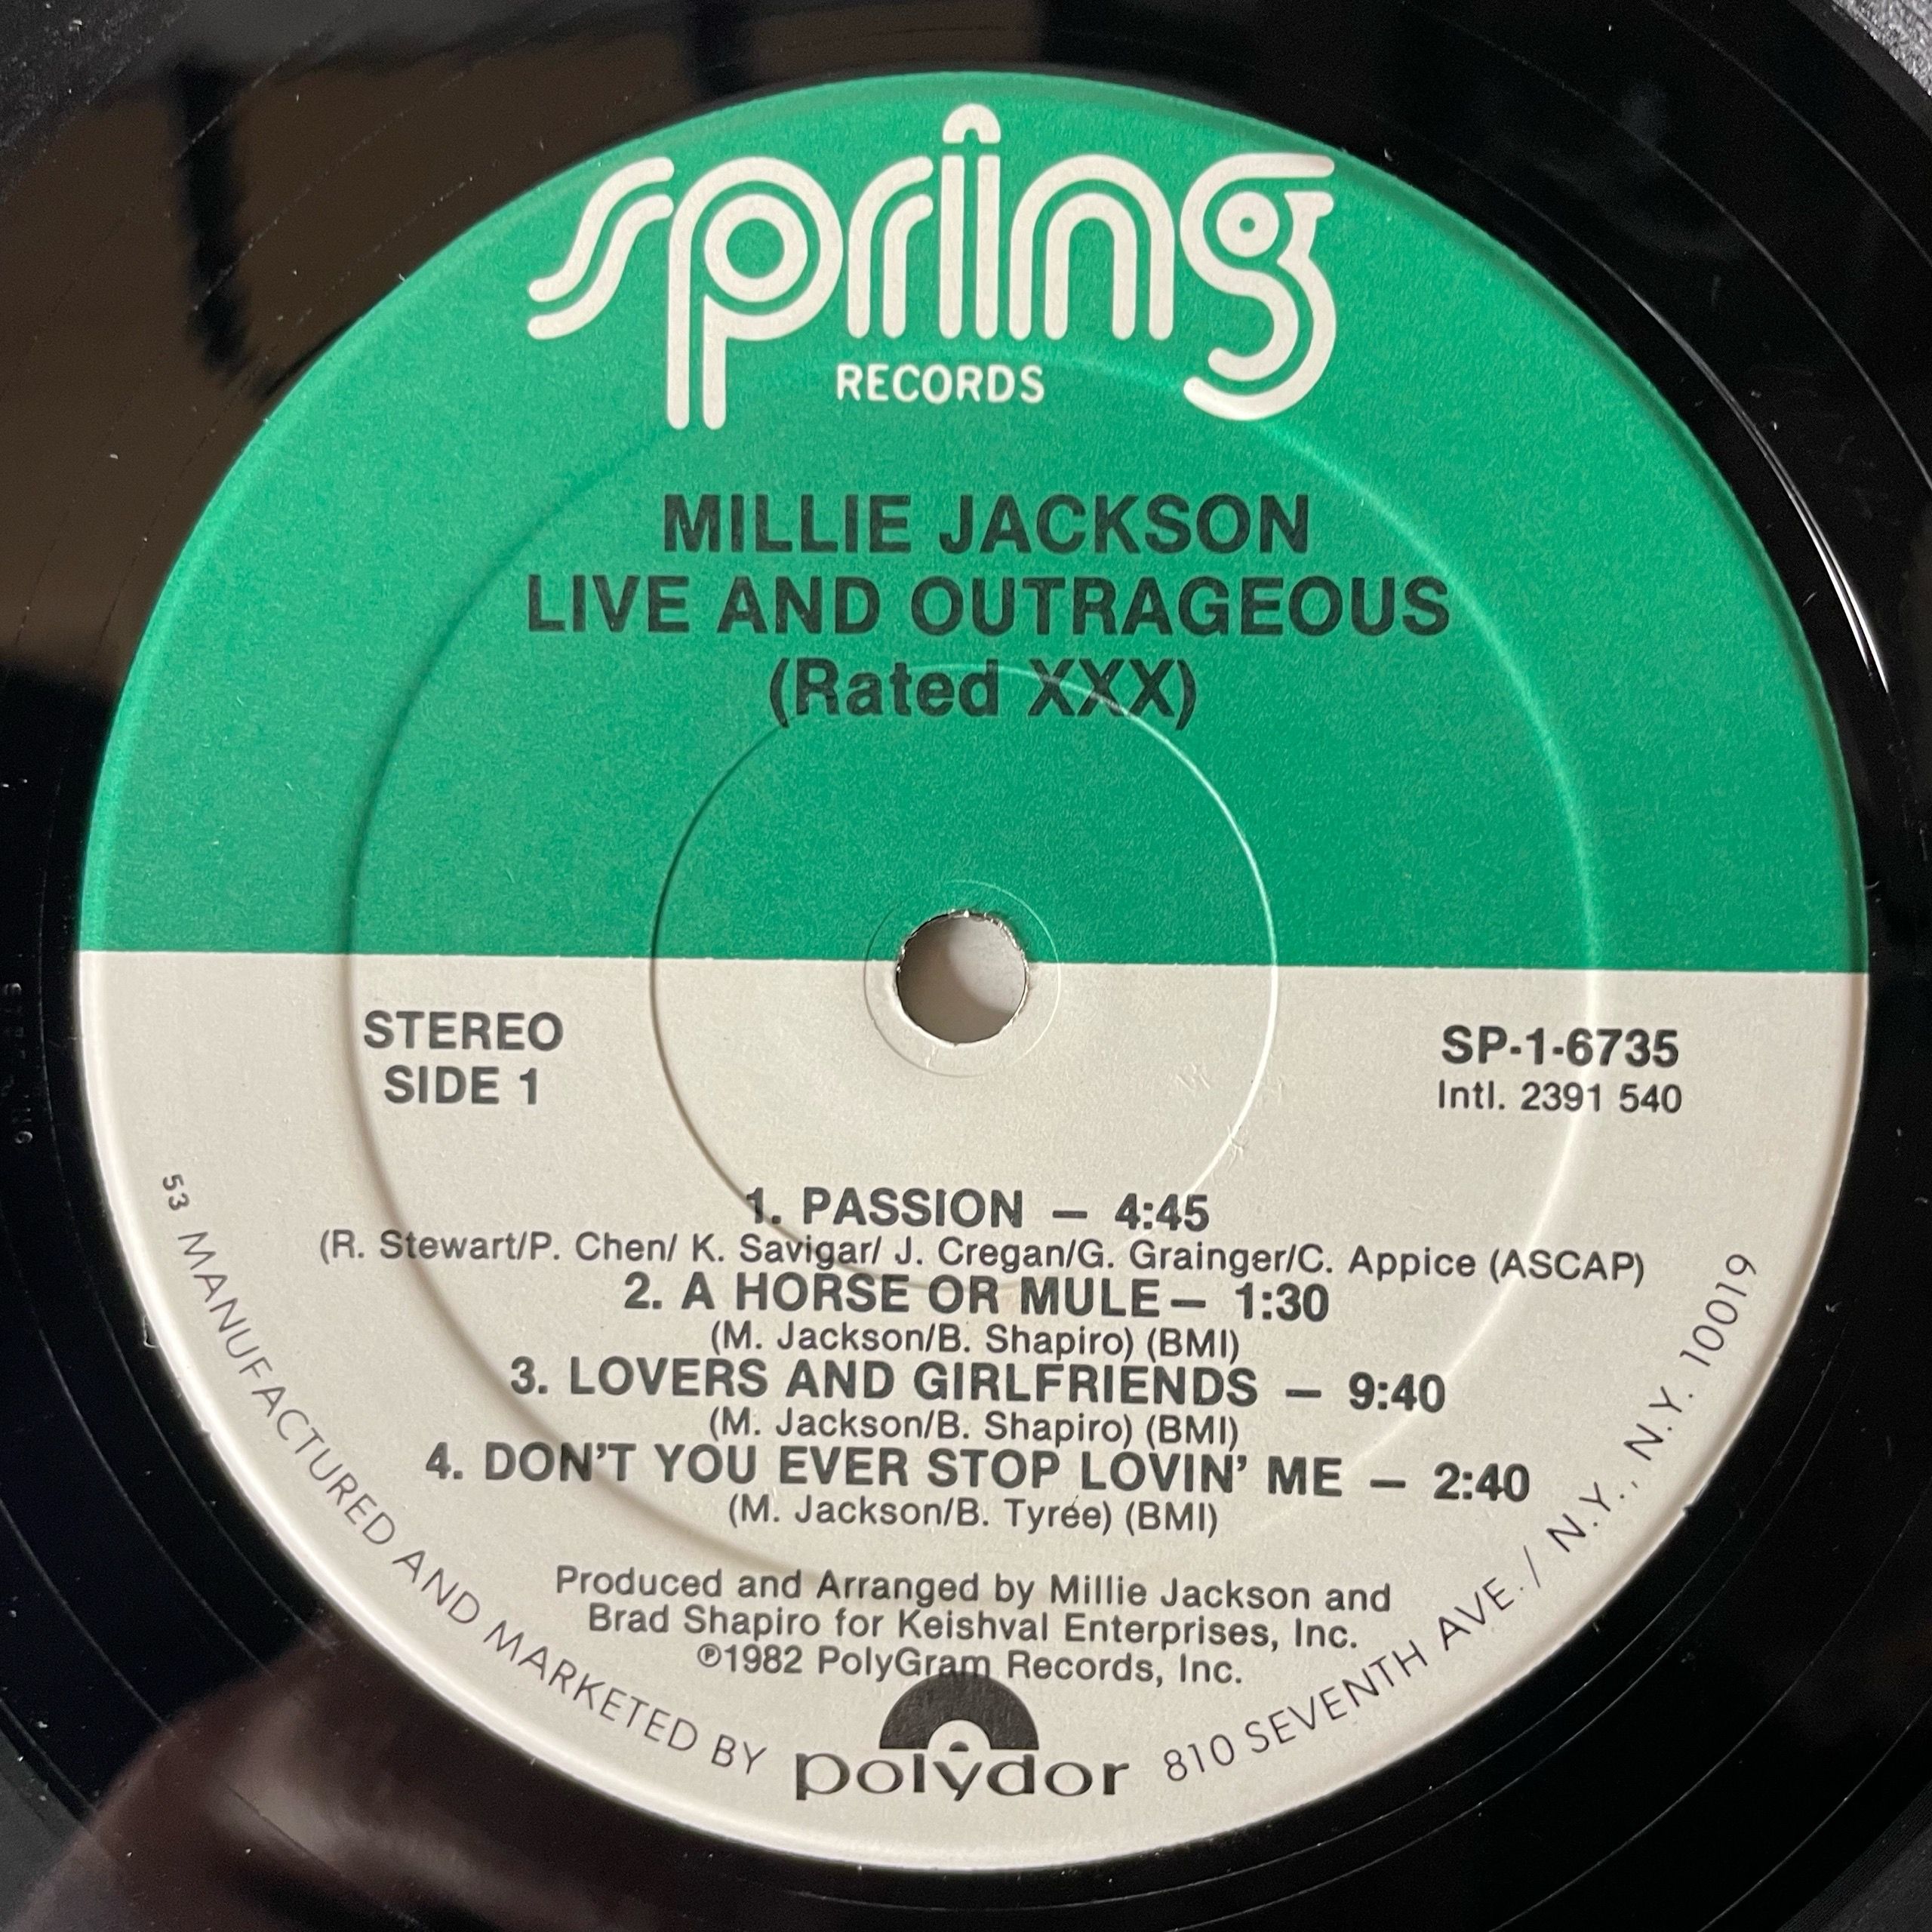 spring
RECORDS
MILLIE JACKSON
LIVE AND OUTRAGEOUS
(Rated XXX)
STEREO
SIDE 1
SP-1-6735
Intl. 2391 540
1. PASSION — 4:45
(R. Stewart/P. Chen/ K. Savigar/ J. Cregan/G. Grainger/C. Appice (ASCAP)
2. A HORSE OR MULE — 1:30
(M. Jackson/B. Shapiro) (BMI)
3. LOVERS AND GIRLFRIENDS — 9:40
(M. Jackson/B. Shapiro) (BMI)
4. DON'T YOU EVER STOP LOVIN' ME — 2:40
(M. Jackson/B. Tyree) (BMI)
Produced and Arranged by Millie Jackson and
Brad Shapiro for Keishval Enterprises, Inc.
℗1982 PolyGram Records, Inc.
53 MANUFACTURED AND MARKETED BY polydor 810 SEVENTH AVE. / N.Y., N.Y. 10019